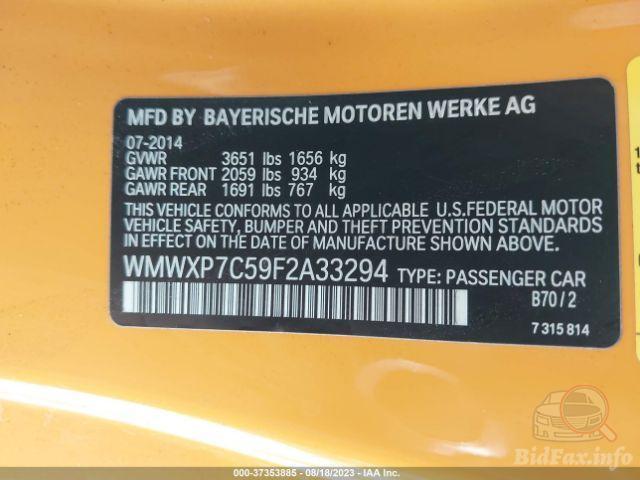 MFD BY BAYERISCHE MOTOREN WERKE AG
07-2014
GVWR 3651 lbs 1656 kg
GAWR FRONT 2059 lbs 934 kg
GAWR REAR 1691 lbs 767 kg
THIS VEHICLE CONFORMS TO ALL APPLICABLE U.S.FEDERAL MOTOR
VEHICLE SAFETY, BUMPER AND THEFT PREVENTION STANDARDS
IN EFFECT ON THE DATE OF MANUFACTURE SHOWN ABOVE.
WMWXP7C59F2A33294 TYPE: PASSENGER CAR
B70/2
7 315 814
BidFax.info
000-37353885 - 08/18/2023 - IAA Inc.